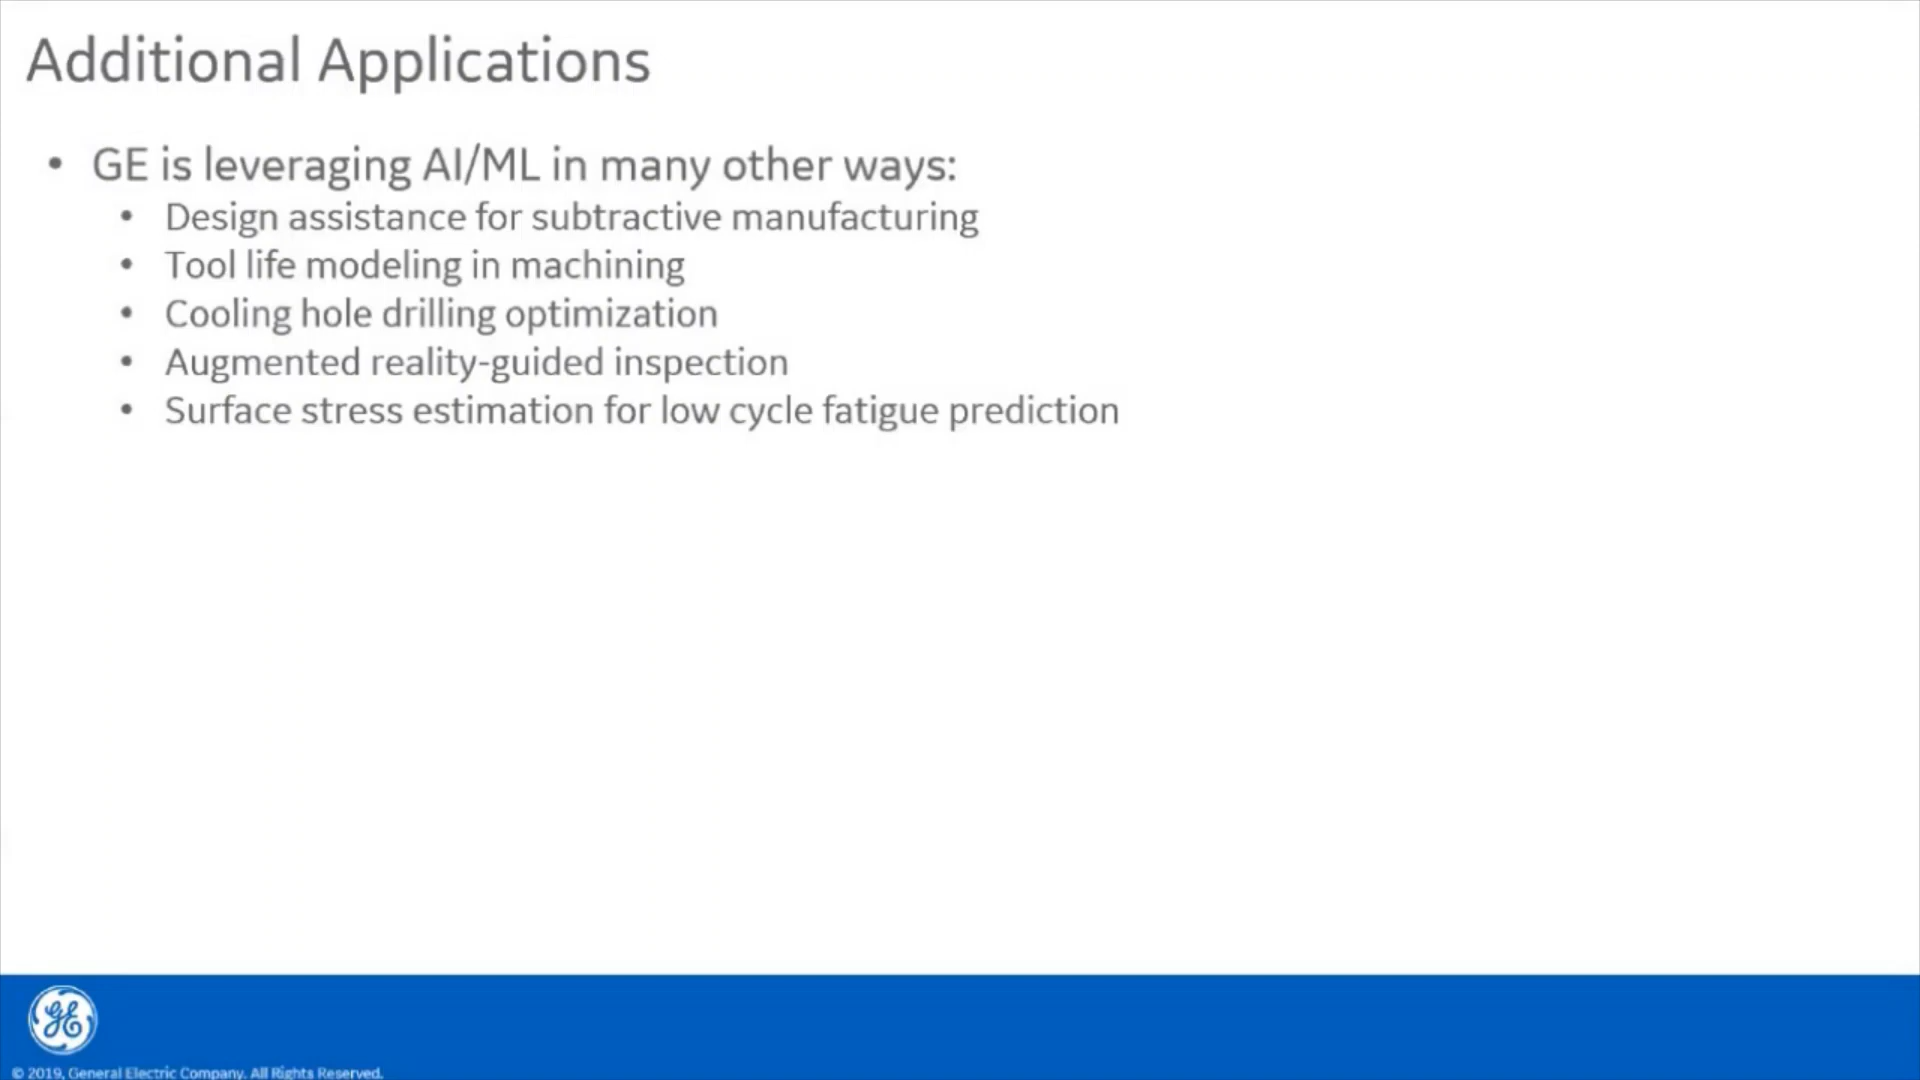 Additional Applications
• GE is leveraging AI/ML in many other ways:
• Design assistance for subtractive manufacturing
• Tool life modeling in machining
• Cooling hole drilling optimization
• Augmented reality-guided inspection
• Surface stress estimation for low cycle fatigue prediction
GE
© 2019, General Electric Company. All Rights Reserved.